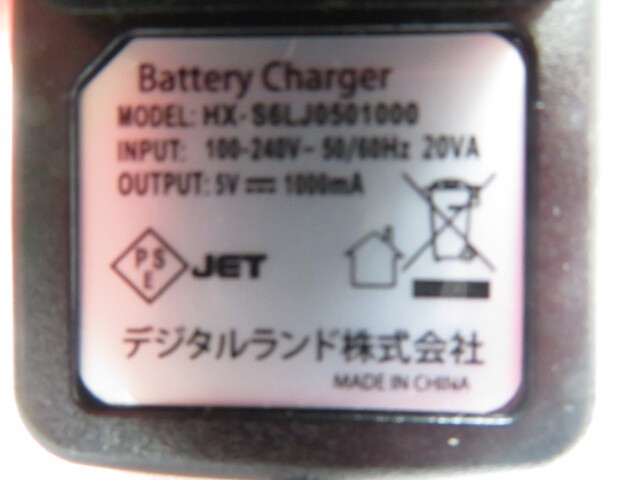 Battery Charger
MODEL: HX-S6LJ0501000
INPUT: 100-240V~50/60Hz 20VA
OUTPUT: 5V⎓1000mA
PS
E
JET
デジタルランド株式会社
MADE IN CHINA